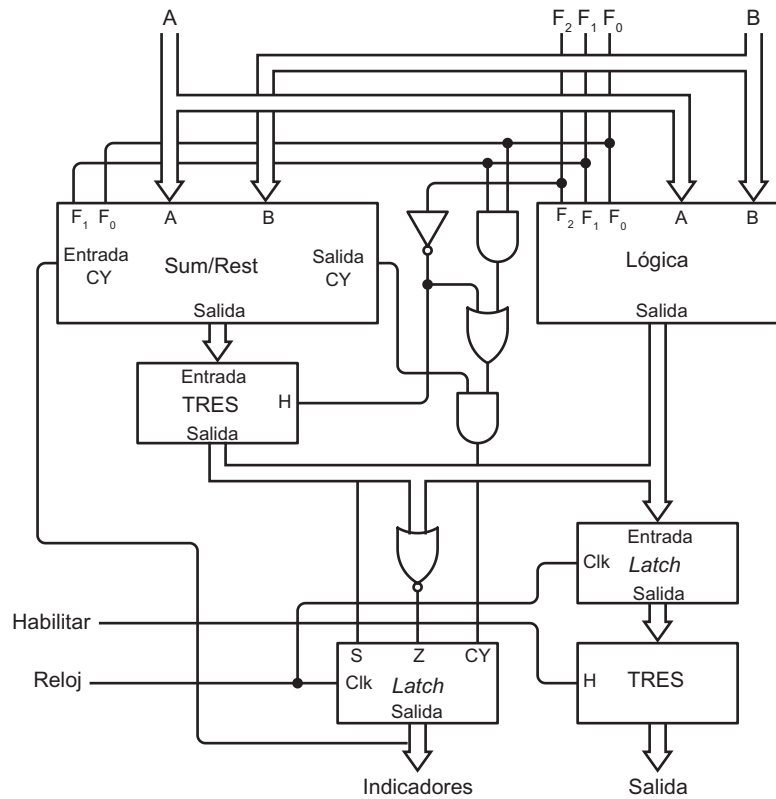 A F₂ F₁ F₀ B
F₁ F₀ A B F₂ F₁ F₀ A B
Entrada CY Sum/Rest Salida CY Lógica
Salida Salida
Entrada
TRES H
Salida
Entrada
Clk Latch
Salida
Habilitar
S Z CY
Reloj Clk Latch H TRES
Salida
Indicadores Salida